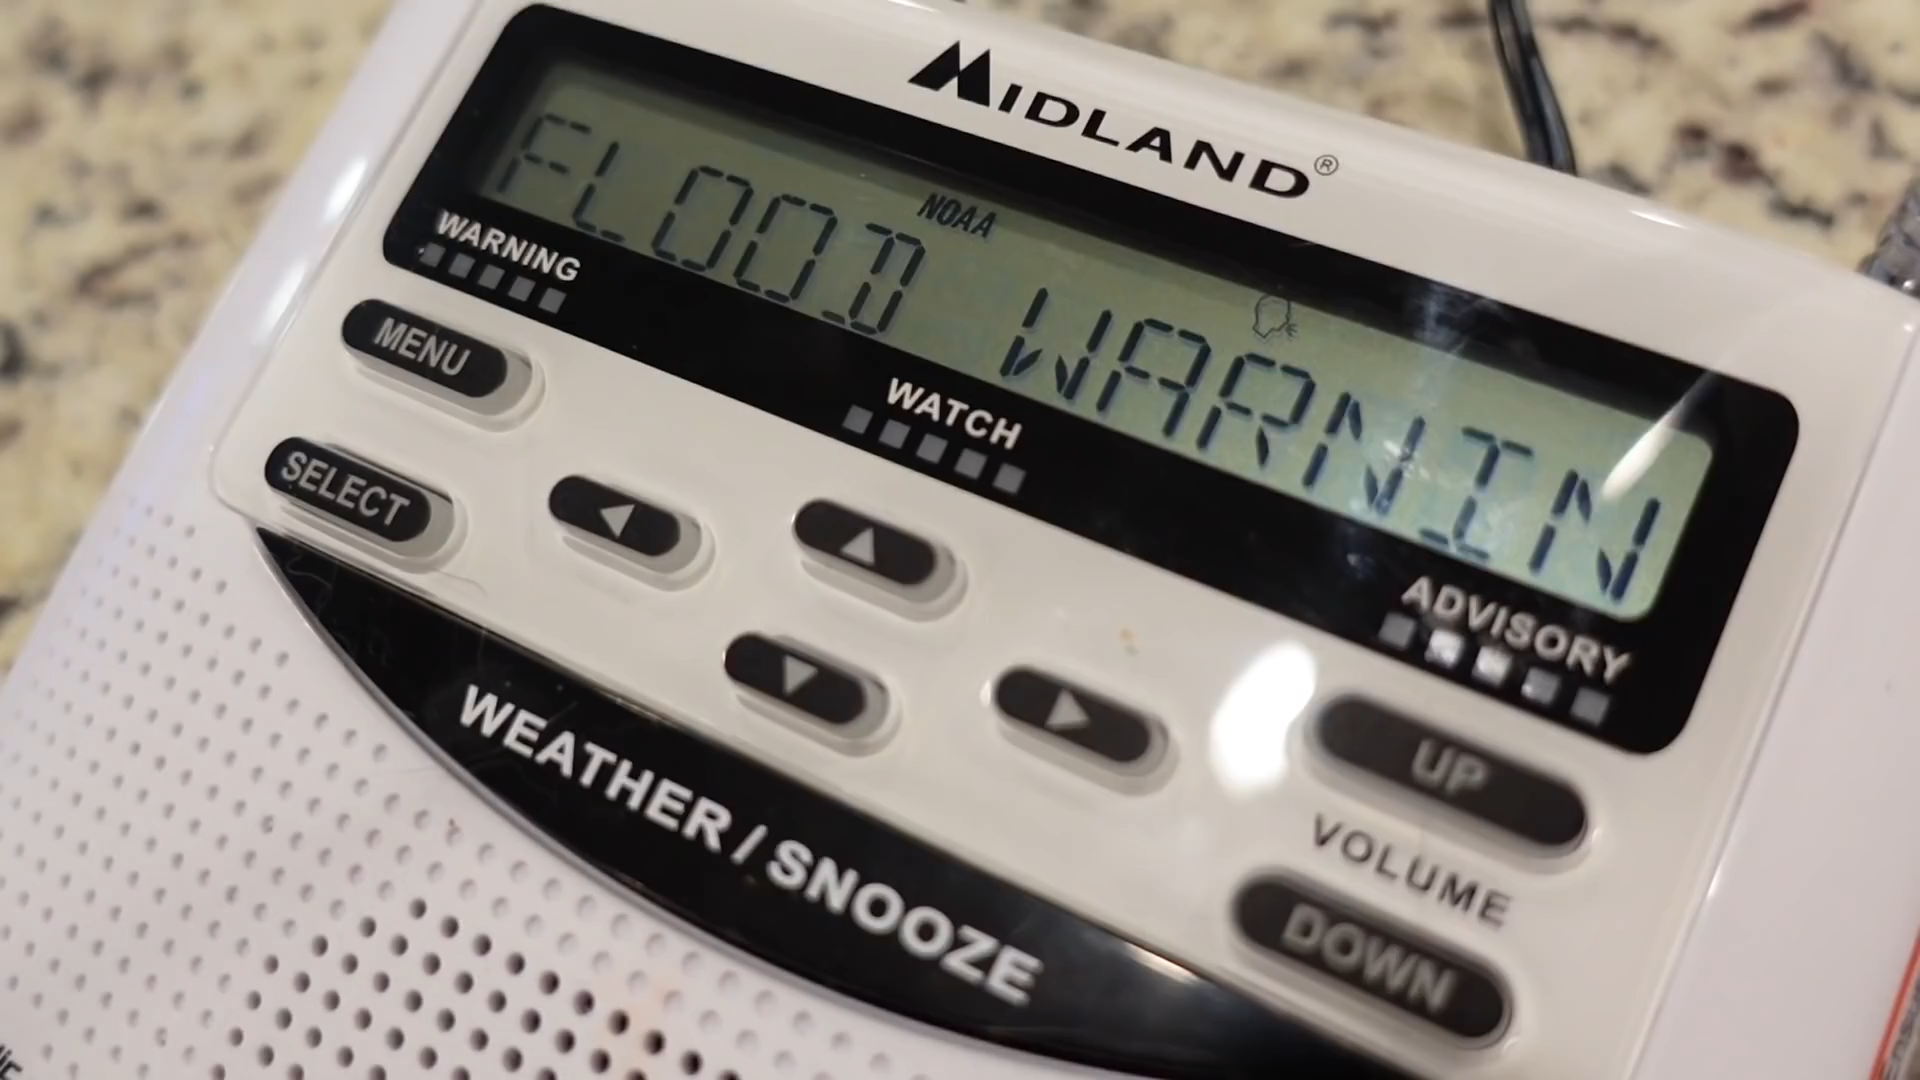 MIDLAND®
NOAA
FLOOD WARNIN
WARNING
WATCH
ADVISORY
MENU
SELECT
UP
VOLUME
DOWN
WEATHER / SNOOZE